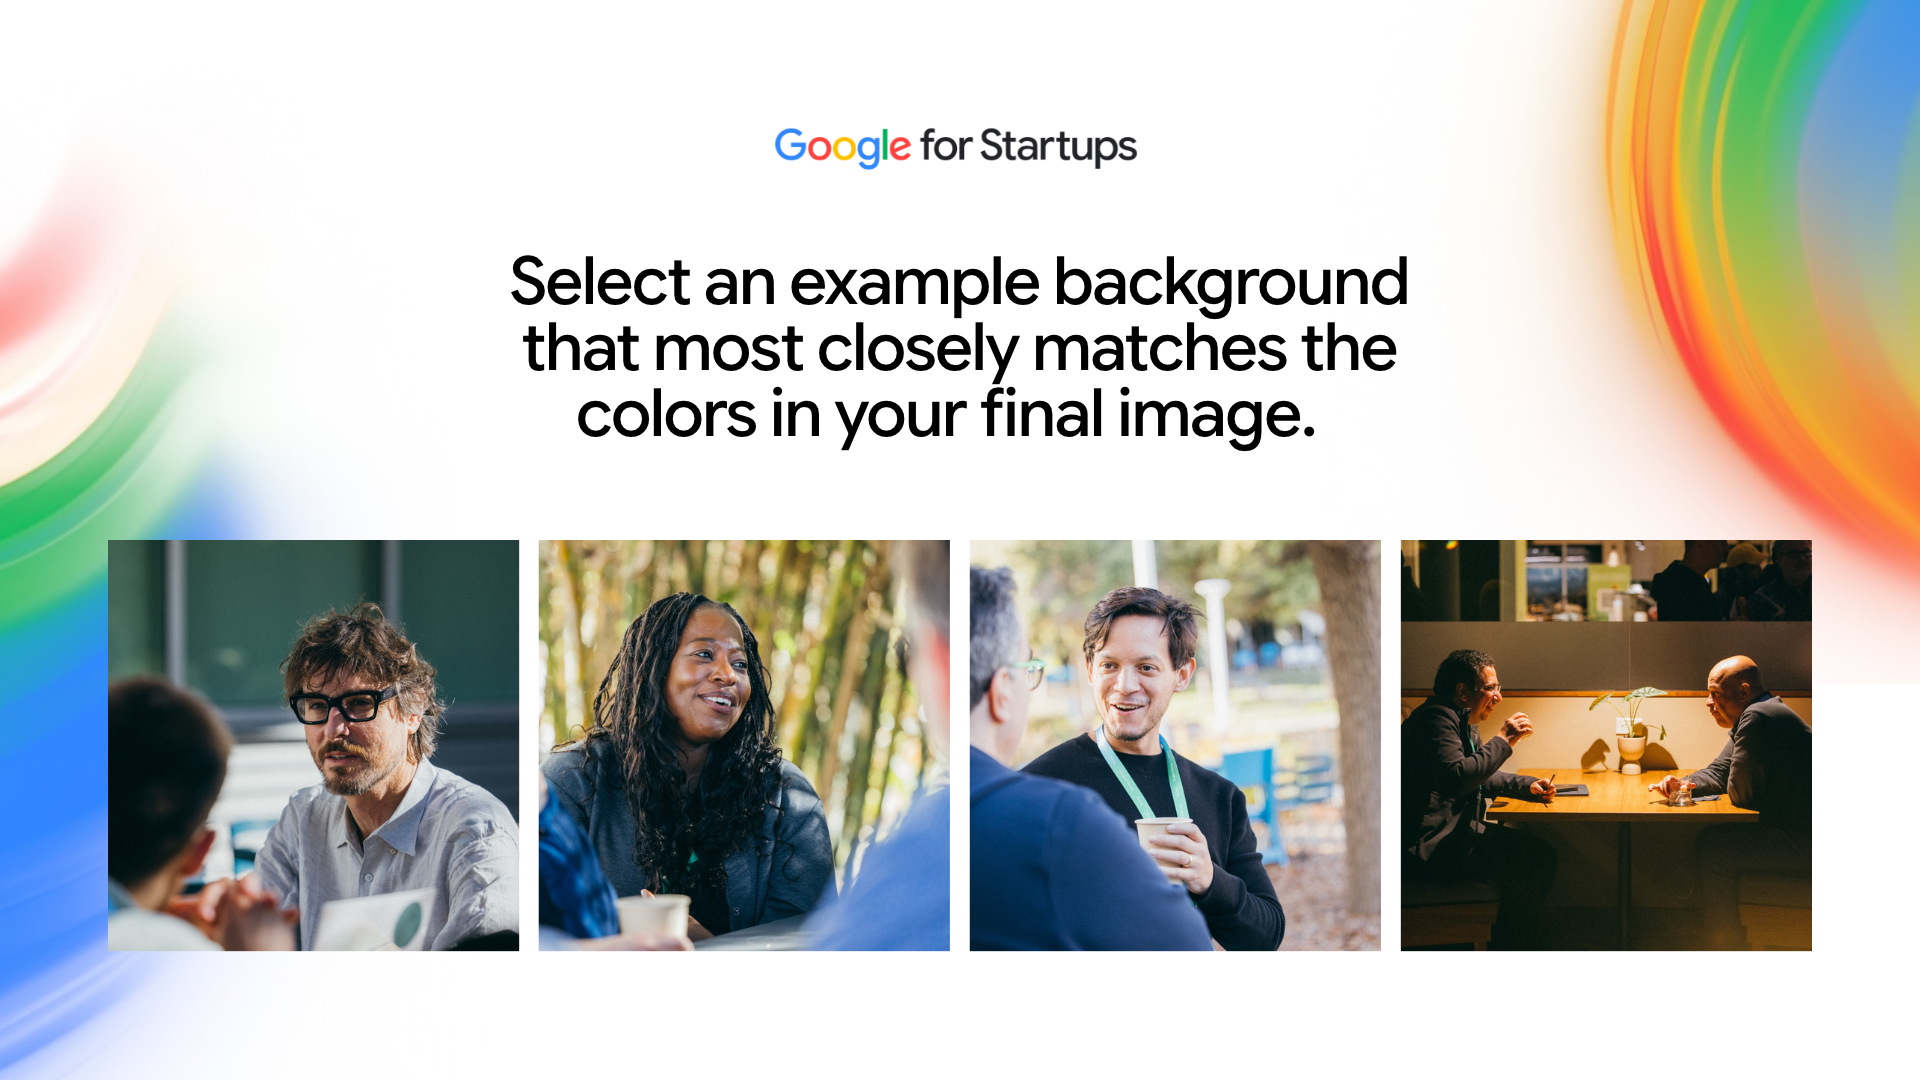 Google for Startups
Select an example background
that most closely matches the
colors in your final image.